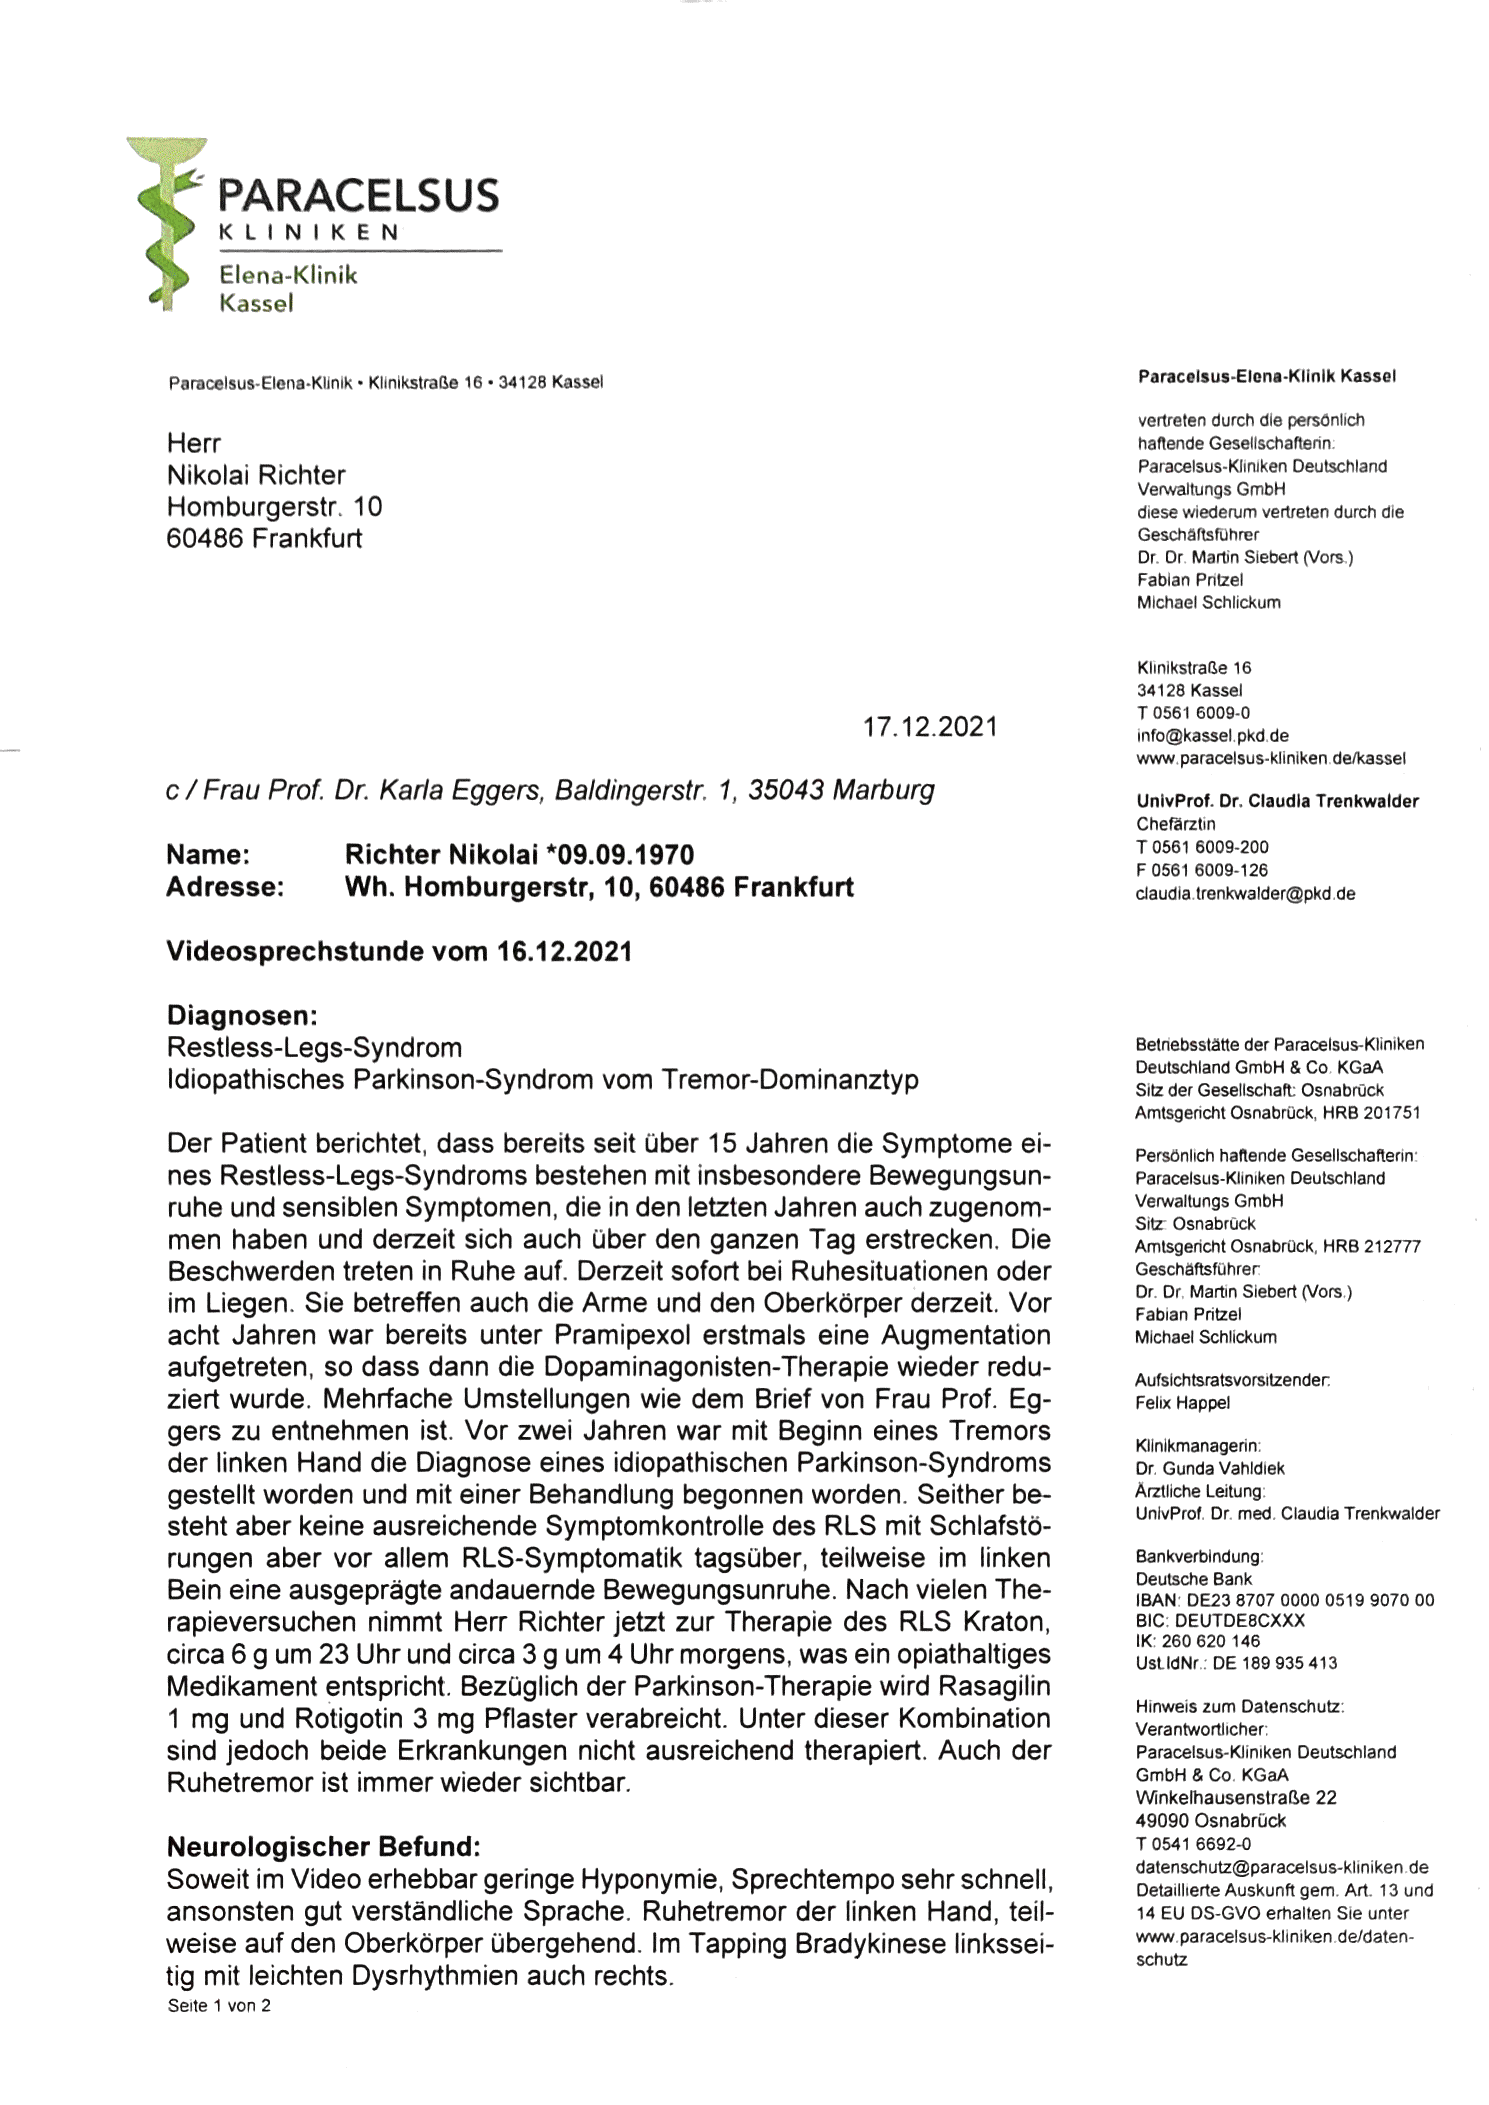 PARACELSUS
KLINIKEN
Elena-Klinik
Kassel
Paracelsus-Elena-Klinik • Klinikstraße 16 • 34128 Kassel
Herr
Nikolai Richter
Homburgerstr. 10
60486 Frankfurt
17.12.2021
c / Frau Prof. Dr. Karla Eggers, Baldingerstr. 1, 35043 Marburg
Name: Richter Nikolai *09.09.1970
Adresse: Wh. Homburgerstr, 10, 60486 Frankfurt
Videosprechstunde vom 16.12.2021
Diagnosen:
Restless-Legs-Syndrom
Idiopathisches Parkinson-Syndrom vom Tremor-Dominanztyp
Der Patient berichtet, dass bereits seit über 15 Jahren die Symptome ei-
nes Restless-Legs-Syndroms bestehen mit insbesondere Bewegungsun-
ruhe und sensiblen Symptomen, die in den letzten Jahren auch zugenom-
men haben und derzeit sich auch über den ganzen Tag erstrecken. Die
Beschwerden treten in Ruhe auf. Derzeit sofort bei Ruhesituationen oder
im Liegen. Sie betreffen auch die Arme und den Oberkörper derzeit. Vor
acht Jahren war bereits unter Pramipexol erstmals eine Augmentation
aufgetreten, so dass dann die Dopaminagonisten-Therapie wieder redu-
ziert wurde. Mehrfache Umstellungen wie dem Brief von Frau Prof. Eg-
gers zu entnehmen ist. Vor zwei Jahren war mit Beginn eines Tremors
der linken Hand die Diagnose eines idiopathischen Parkinson-Syndroms
gestellt worden und mit einer Behandlung begonnen worden. Seither be-
steht aber keine ausreichende Symptomkontrolle des RLS mit Schlafstö-
rungen aber vor allem RLS-Symptomatik tagsüber, teilweise im linken
Bein eine ausgeprägte andauernde Bewegungsunruhe. Nach vielen The-
rapieversuchen nimmt Herr Richter jetzt zur Therapie des RLS Kraton,
circa 6 g um 23 Uhr und circa 3 g um 4 Uhr morgens, was ein opiathaltiges
Medikament entspricht. Bezüglich der Parkinson-Therapie wird Rasagilin
1 mg und Rotigotin 3 mg Pflaster verabreicht. Unter dieser Kombination
sind jedoch beide Erkrankungen nicht ausreichend therapiert. Auch der
Ruhetremor ist immer wieder sichtbar.
Neurologischer Befund:
Soweit im Video erhebbar geringe Hyponymie, Sprechtempo sehr schnell,
ansonsten gut verständliche Sprache. Ruhetremor der linken Hand, teil-
weise auf den Oberkörper übergehend. Im Tapping Bradykinese linkssei-
tig mit leichten Dysrhythmien auch rechts.
Seite 1 von 2
Paracelsus-Elena-Klinik Kassel
vertreten durch die persönlich
haftende Gesellschafterin:
Paracelsus-Kliniken Deutschland
Verwaltungs GmbH
diese wiederum vertreten durch die
Geschäftsführer
Dr. Dr. Martin Siebert (Vors.)
Fabian Pritzel
Michael Schlickum
Klinikstraße 16
34128 Kassel
T 0561 6009-0
info@kassel.pkd.de
www.paracelsus-kliniken.de/kassel
UnivProf. Dr. Claudia Trenkwalder
Chefärztin
T 0561 6009-200
F 0561 6009-126
claudia.trenkwalder@pkd.de
Betriebsstätte der Paracelsus-Kliniken
Deutschland GmbH & Co. KGaA
Sitz der Gesellschaft: Osnabrück
Amtsgericht Osnabrück, HRB 201751
Persönlich haftende Gesellschafterin:
Paracelsus-Kliniken Deutschland
Verwaltungs GmbH
Sitz: Osnabrück
Amtsgericht Osnabrück, HRB 212777
Geschäftsführer:
Dr. Dr. Martin Siebert (Vors.)
Fabian Pritzel
Michael Schlickum
Aufsichtsratsvorsitzender:
Felix Happel
Klinikmanagerin:
Dr. Gunda Vahldiek
Ärztliche Leitung:
UnivProf. Dr. med. Claudia Trenkwalder
Bankverbindung:
Deutsche Bank
IBAN: DE23 8707 0000 0519 9070 00
BIC: DEUTDE8CXXX
IK: 260 620 146
Ust.IdNr.: DE 189 935 413
Hinweis zum Datenschutz:
Verantwortlicher:
Paracelsus-Kliniken Deutschland
GmbH & Co. KGaA
Winkelhausenstraße 22
49090 Osnabrück
T 0541 6692-0
datenschutz@paracelsus-kliniken.de
Detaillierte Auskunft gem. Art. 13 und
14 EU DS-GVO erhalten Sie unter
www.paracelsus-kliniken.de/daten-
schutz